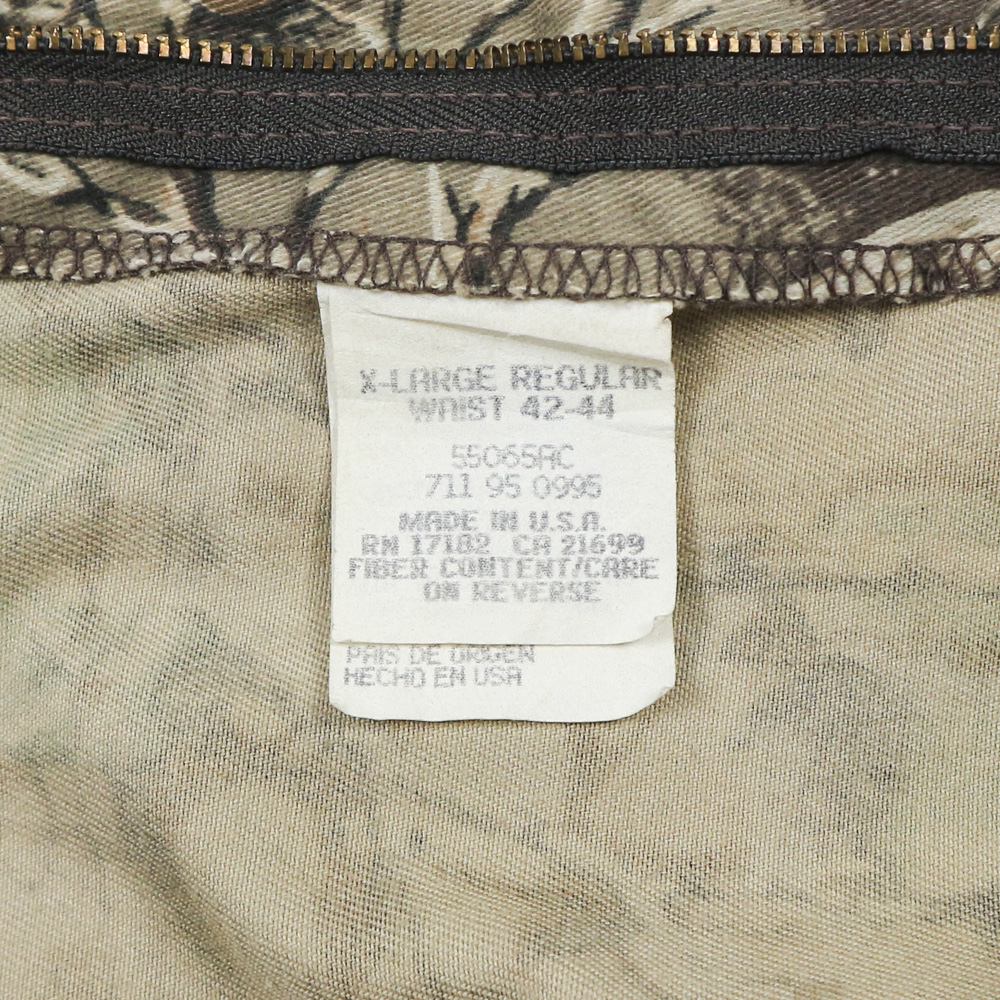 X-LARGE REGULAR
WAIST 42-44
55065AC
711 95 0995
MADE IN U.S.A.
RN 17182 CA 21699
FIBER CONTENT/CARE
ON REVERSE
PAIS DE ORIGEN
HECHO EN USA